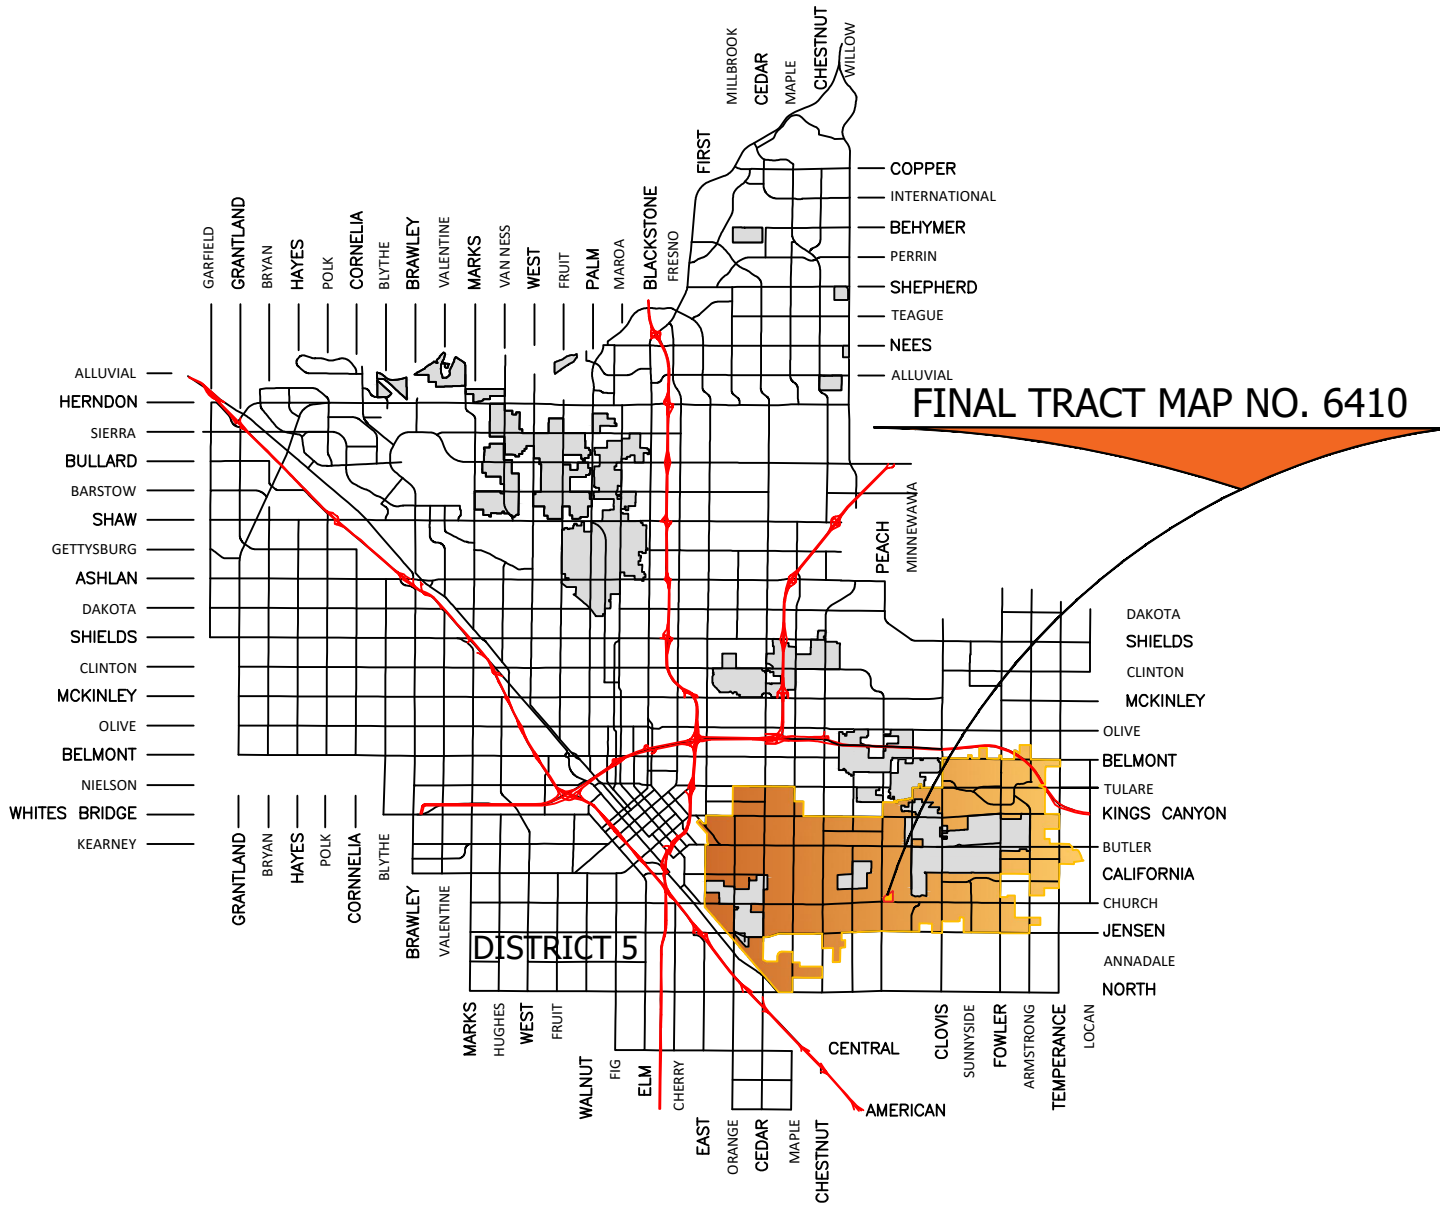 MILLBROOK
CEDAR
MAPLE
CHESTNUT
WILLOW
FIRST
COPPER
INTERNATIONAL
BEHYMER
PERRIN
SHEPHERD
TEAGUE
NEES
ALLUVIAL
GARFIELD
GRANTLAND
BRYAN
HAYES
POLK
CORNELIA
BLYTHE
BRAWLEY
VALENTINE
MARKS
VAN NESS
WEST
FRUIT
PALM
MAROA
BLACKSTONE
FRESNO
FINAL TRACT MAP NO. 6410
ALLUVIAL
HERNDON
SIERRA
BULLARD
BARSTOW
SHAW
GETTYSBURG
ASHLAN
DAKOTA
SHIELDS
CLINTON
MCKINLEY
OLIVE
BELMONT
NIELSON
WHITES BRIDGE
KEARNEY
PEACH
MINNEWAWA
DAKOTA
SHIELDS
CLINTON
MCKINLEY
OLIVE
BELMONT
TULARE
KINGS CANYON
BUTLER
CALIFORNIA
CHURCH
JENSEN
ANNADALE
NORTH
GRANTLAND
BRYAN
HAYES
POLK
CORNNELIA
BLYTHE
BRAWLEY
VALENTINE
DISTRICT 5
MARKS
HUGHES
WEST
FRUIT
WALNUT
FIG
ELM
CHERRY
CENTRAL
AMERICAN
CLOVIS
SUNNYSIDE
FOWLER
ARMSTRONG
TEMPERANCE
LOCAN
EAST
ORANGE
CEDAR
MAPLE
CHESTNUT